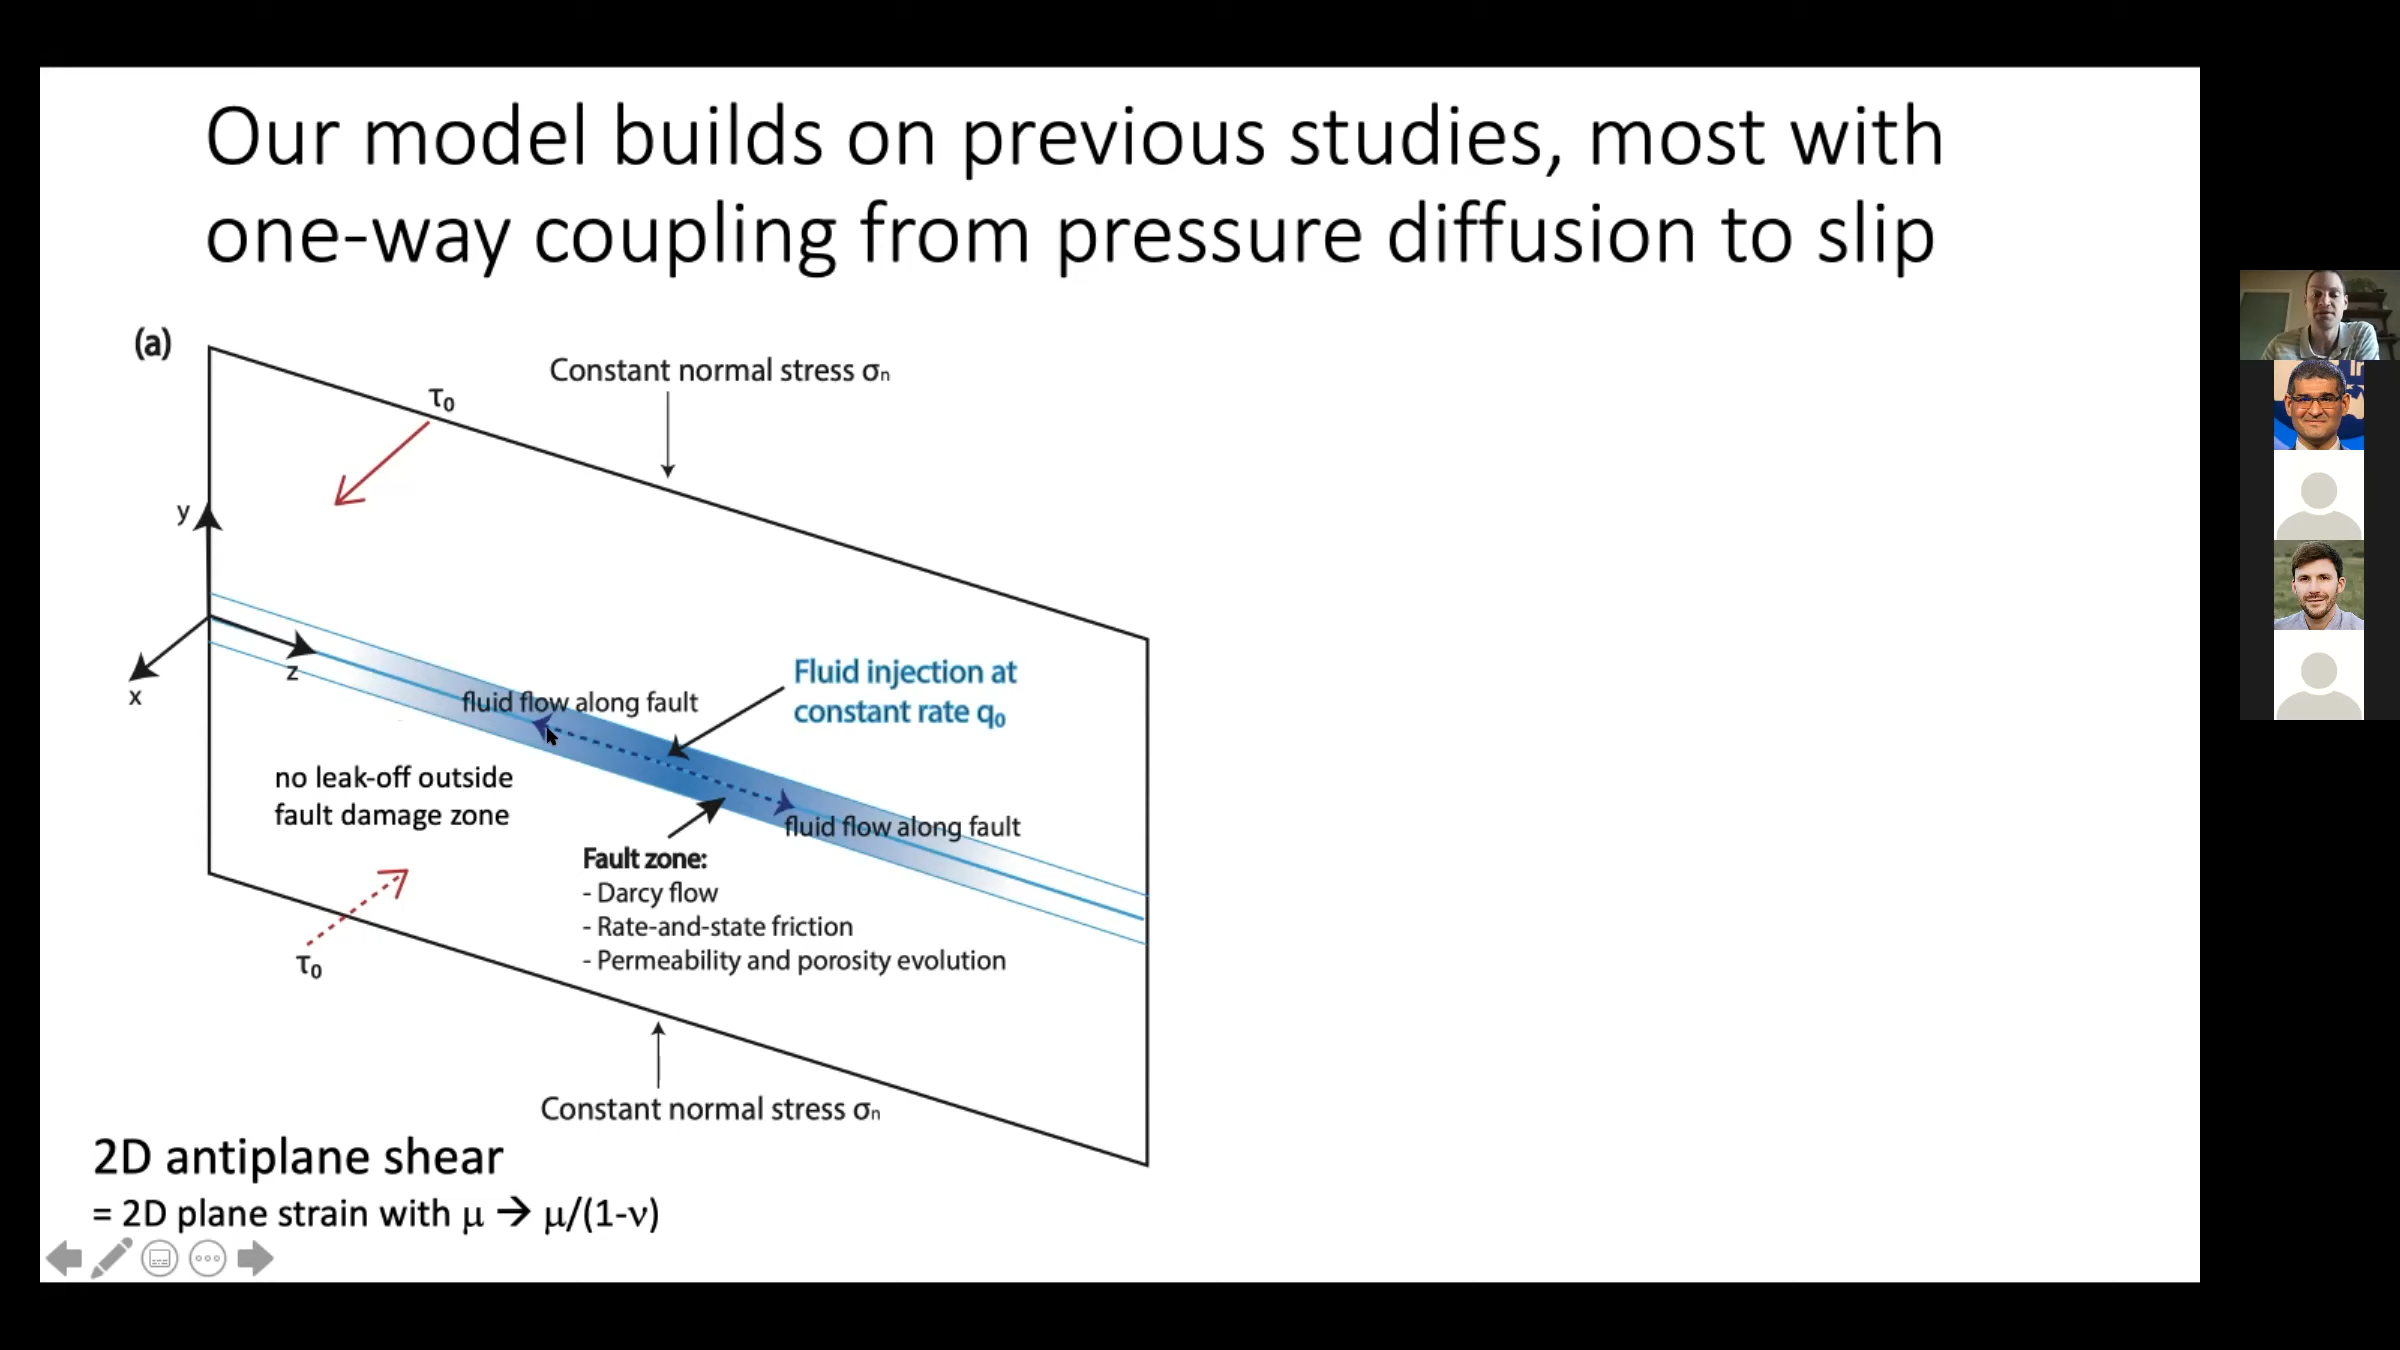 Our model builds on previous studies, most with
one-way coupling from pressure diffusion to slip
(a)
Constant normal stress σn
τ0
y
z
x
Fluid injection at
constant rate q0
fluid flow along fault
no leak-off outside
fault damage zone
fluid flow along fault
Fault zone:
- Darcy flow
- Rate-and-state friction
- Permeability and porosity evolution
τ0
Constant normal stress σn
2D antiplane shear
= 2D plane strain with μ → μ/(1-ν)